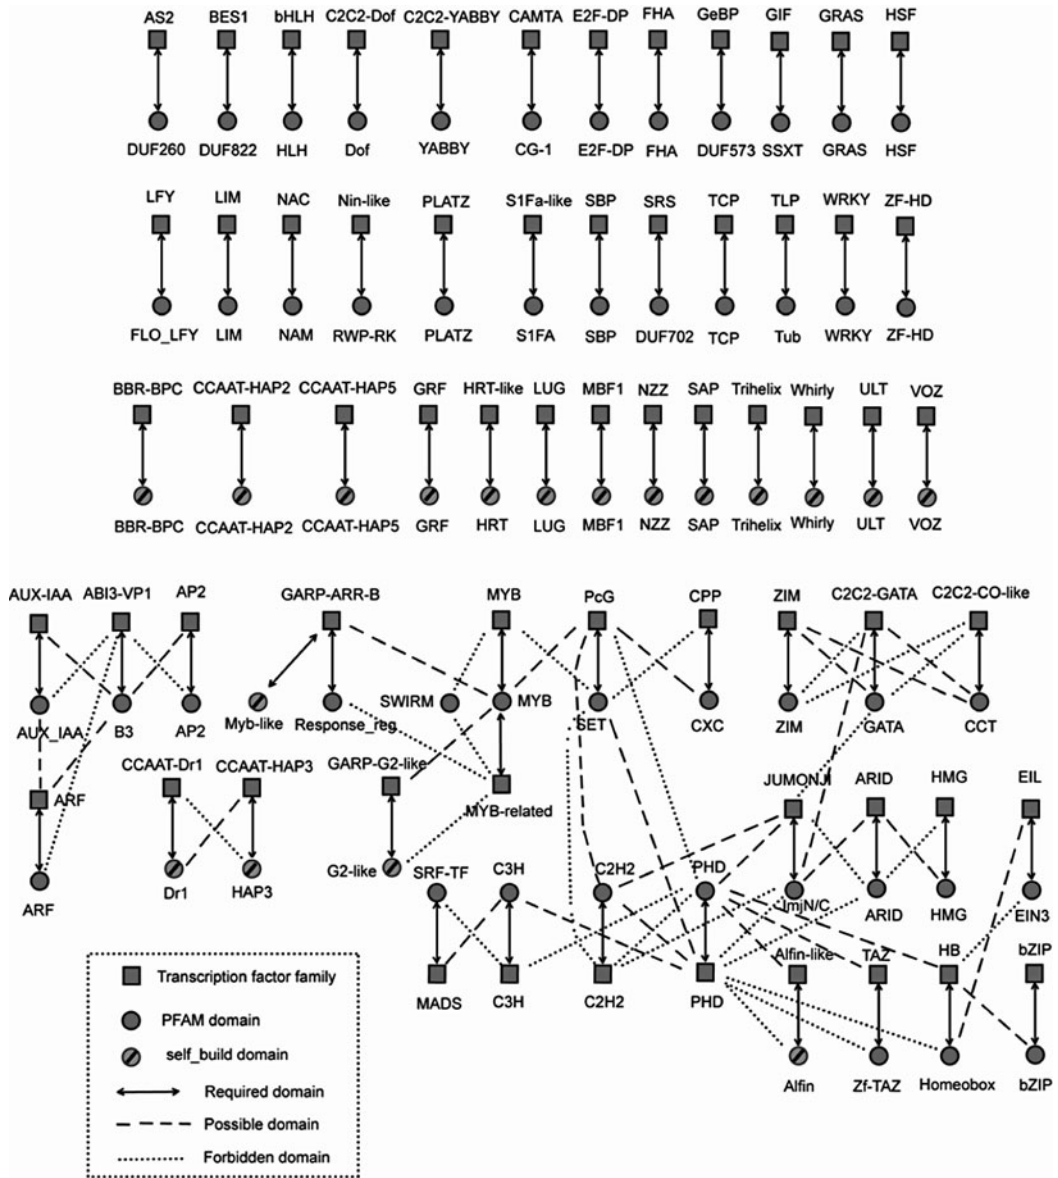 AS2 BES1 bHLH C2C2-Dof C2C2-YABBY CAMTA E2F-DP FHA GeBP GIF GRAS HSF
DUF260 DUF822 HLH Dof YABBY CG-1 E2F-DP FHA DUF573 SSXT GRAS HSF
LFY LIM NAC Nin-like PLATZ S1Fa-like SBP SRS TCP TLP WRKY ZF-HD
FLO_LFY LIM NAM RWP-RK PLATZ S1FA SBP DUF702 TCP Tub WRKY ZF-HD
BBR-BPC CCAAT-HAP2 CCAAT-HAP5 GRF HRT-like LUG MBF1 NZZ SAP Trihelix Whirly ULT VOZ
BBR-BPC CCAAT-HAP2 CCAAT-HAP5 GRF HRT LUG MBF1 NZZ SAP Trihelix Whirly ULT VOZ
AUX-IAA ABI3-VP1 AP2 GARP-ARR-B MYB PcG CPP ZIM C2C2-GATA C2C2-CO-like
AUX_IAA B3 AP2 Myb-like Response_reg SWIRM MYB SET CXC ZIM GATA CCT
CCAAT-Dr1 CCAAT-HAP3 GARP-G2-like MYB-related JUMONJI ARID HMG EIL
ARF
ARF Dr1 HAP3 G2-like SRF-TF C3H C2H2 PHD JmjN/C ARID HMG EIN3
MADS C3H C2H2 PHD Alfin-like TAZ HB bZIP
Alfin Zf-TAZ Homeobox bZIP
Transcription factor family
PFAM domain
self_build domain
Required domain
Possible domain
Forbidden domain